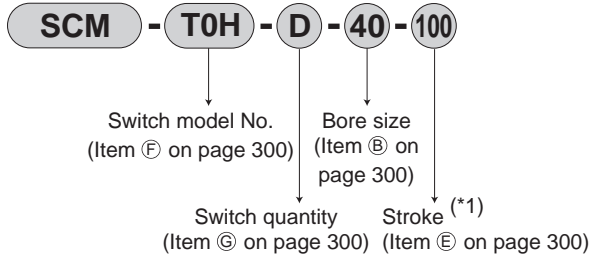 SCM - T0H - D - 40 - 100
Switch model No.
(Item Ⓕ on page 300)
Bore size
(Item Ⓑ on
page 300)
Switch quantity
(Item Ⓖ on page 300)
Stroke (*1)
(Item Ⓔ on page 300)